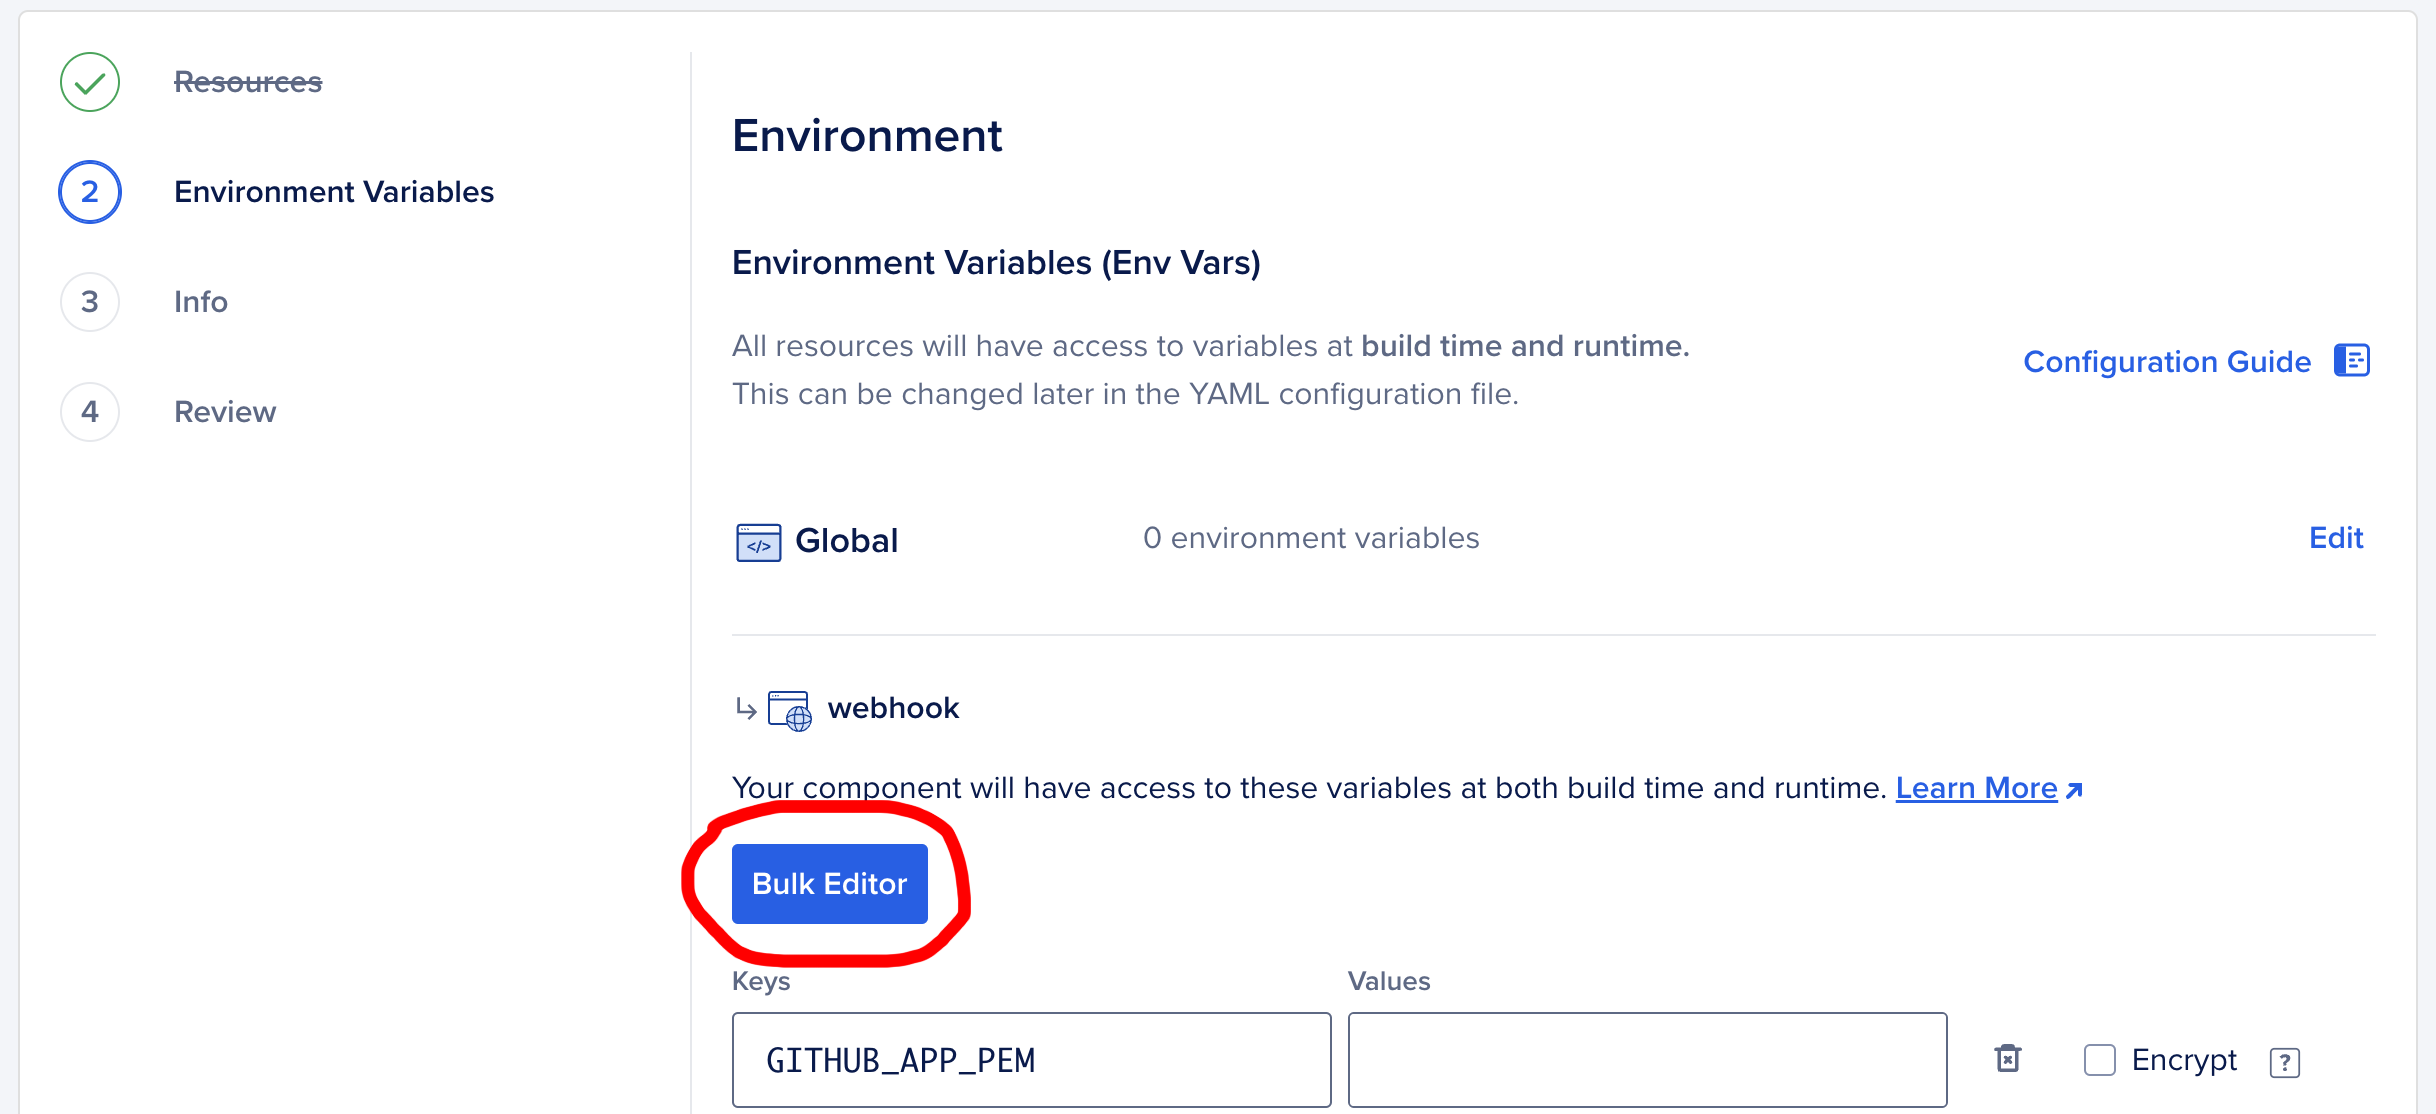 Resources
2 Environment Variables
3 Info
4 Review
Environment
Environment Variables (Env Vars)
All resources will have access to variables at build time and runtime.
This can be changed later in the YAML configuration file.
Configuration Guide
</> Global 0 environment variables Edit
webhook
Your component will have access to these variables at both build time and runtime. Learn More
Bulk Editor
Keys Values
GITHUB_APP_PEM Encrypt ?